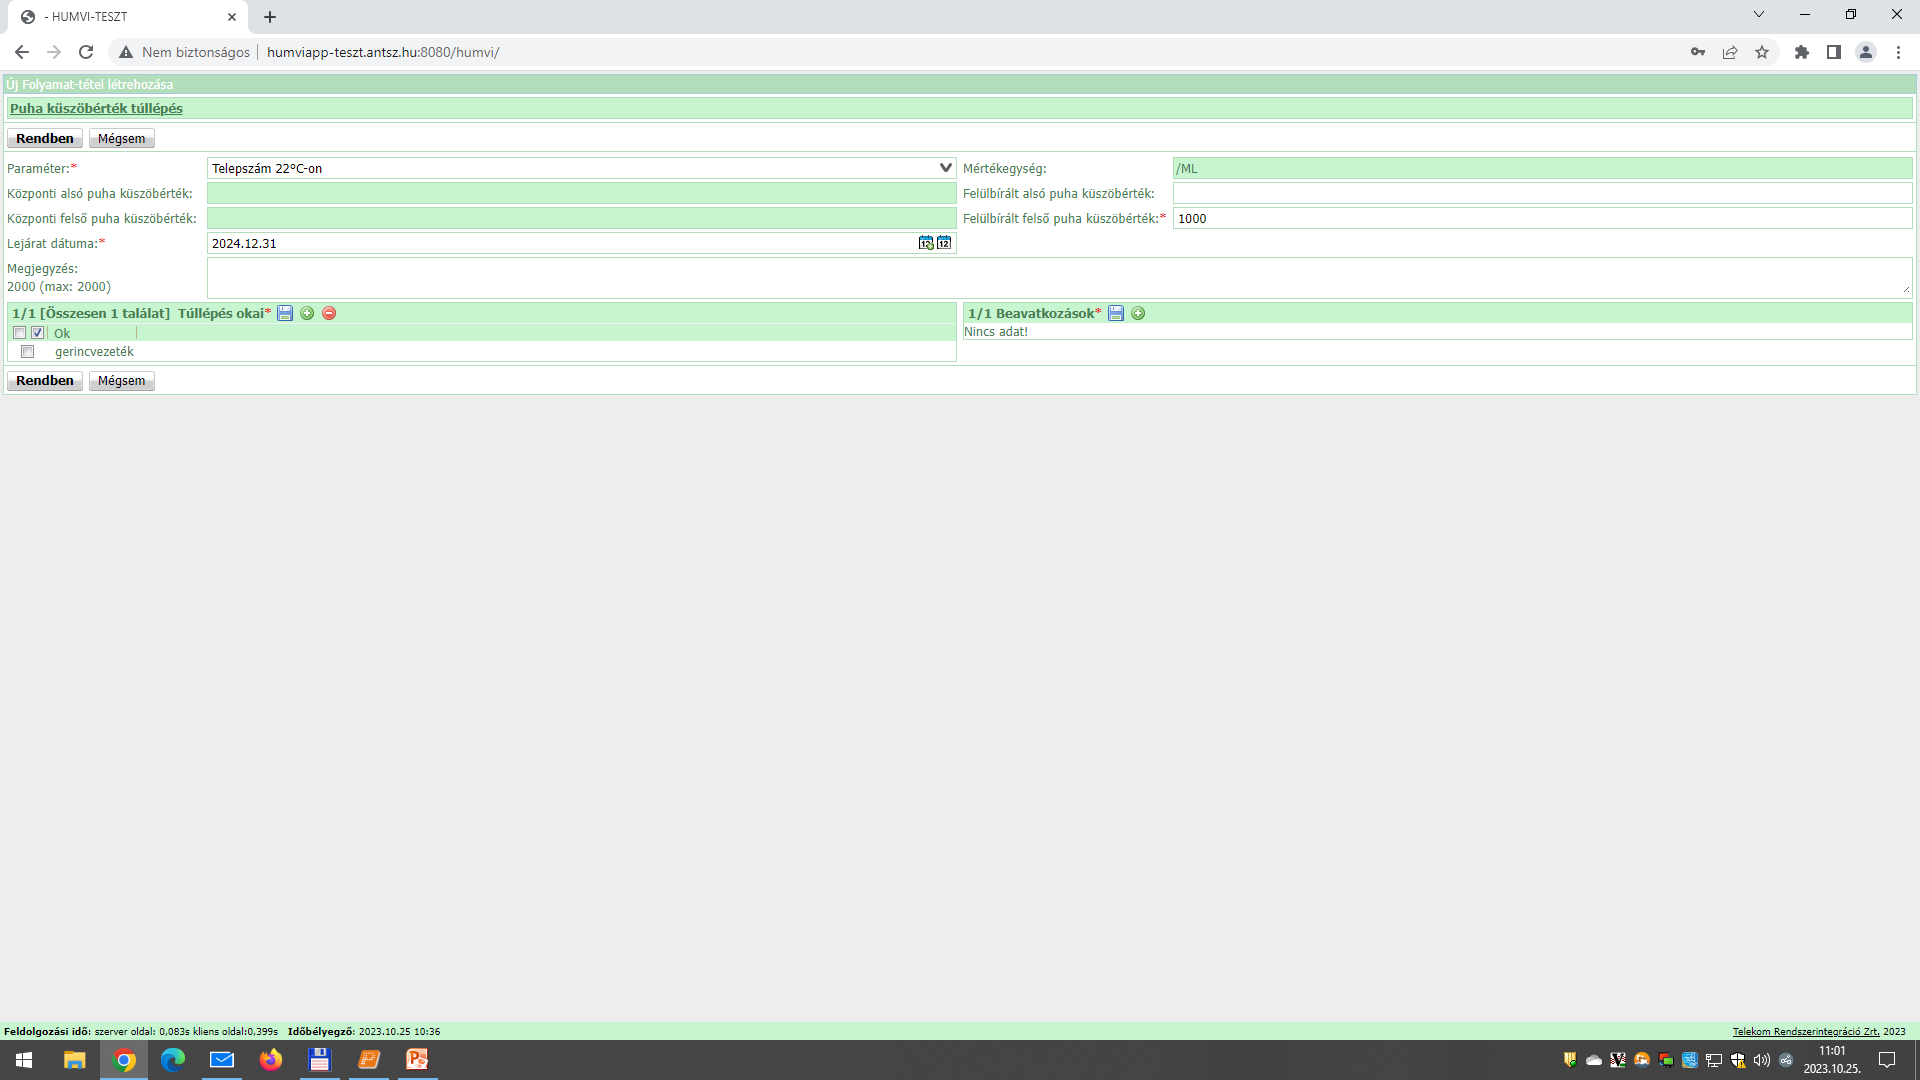 - HUMVI-TESZT
Nem biztonságos humviapp-teszt.antsz.hu:8080/humvi/
Új Folyamat-tétel létrehozása
Puha küszöbérték túllépés
Rendben Mégsem
Paraméter:* Telepszám 22°C-on Mértékegység: /ML
Központi alsó puha küszöbérték: Felülbírált alsó puha küszöbérték:
Központi felső puha küszöbérték: Felülbírált felső puha küszöbérték:* 1000
Lejárat dátuma:* 2024.12.31
Megjegyzés:
2000 (max: 2000)
1/1 [Összesen 1 találat] Túllépés okai* 1/1 Beavatkozások*
Ok Nincs adat!
gerincvezeték
Rendben Mégsem
Feldolgozási idő: szerver oldal: 0,083s kliens oldal:0,399s Időbélyegző: 2023.10.25 10:36 Telekom Rendszerintegráció Zrt. 2023
11:01
2023.10.25.